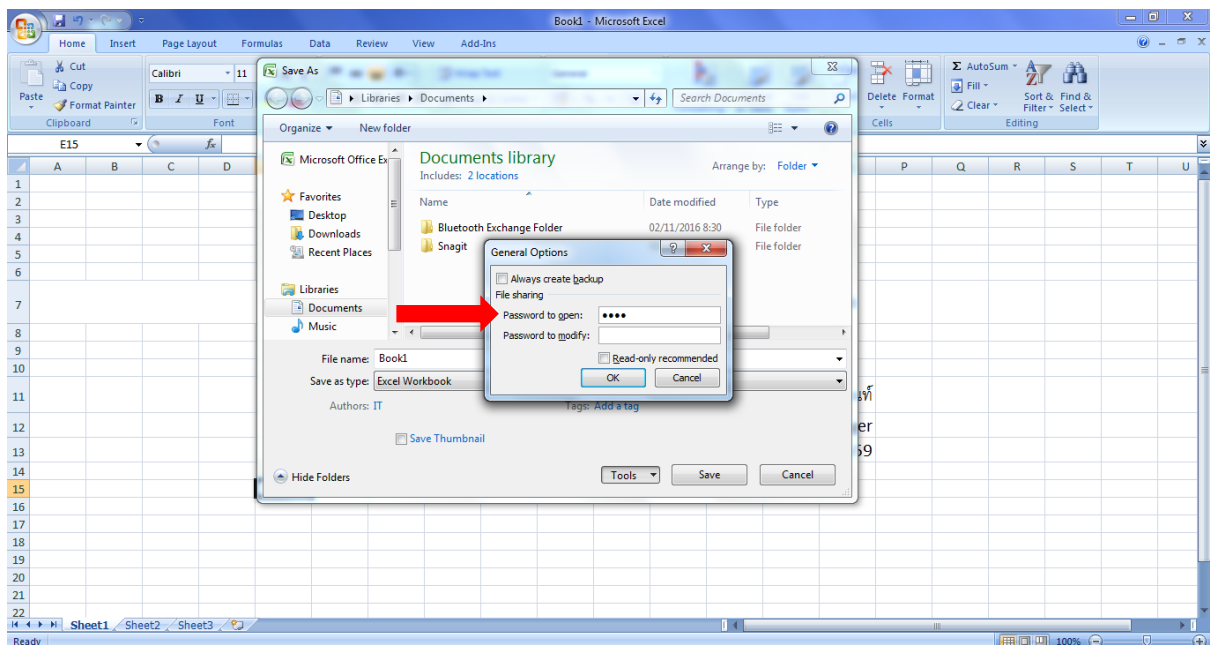 Book1 - Microsoft Excel
Home Insert Page Layout Formulas Data Review View Add-Ins
Paste
Cut
Copy
Format Painter
Clipboard
Calibri 11
B I U
Font
Delete Format
Cells
Σ AutoSum
Fill
Clear
Sort & Filter
Find & Select
Editing
E15
fx
A B C D P Q R S T U
1
2
3
4
5
6
7
8
9
10
11
12
13
14
15
16
17
18
19
20
21
22
Save As
Libraries Documents
Search Documents
Organize New folder
Microsoft Office Ex
Favorites
Desktop
Downloads
Recent Places
Libraries
Documents
Music
Documents library
Includes: 2 locations
Arrange by: Folder
Name Date modified Type
Bluetooth Exchange Folder 02/11/2016 8:30 File folder
Snagit File folder
General Options
Always create backup
File sharing
Password to open: ••••
Password to modify:
Read-only recommended
OK Cancel
File name: Book1
Save as type: Excel Workbook
Authors: IT
Tags: Add a tag
Save Thumbnail
Hide Folders
Tools Save Cancel
er
59
Sheet1 Sheet2 Sheet3
Ready
100%